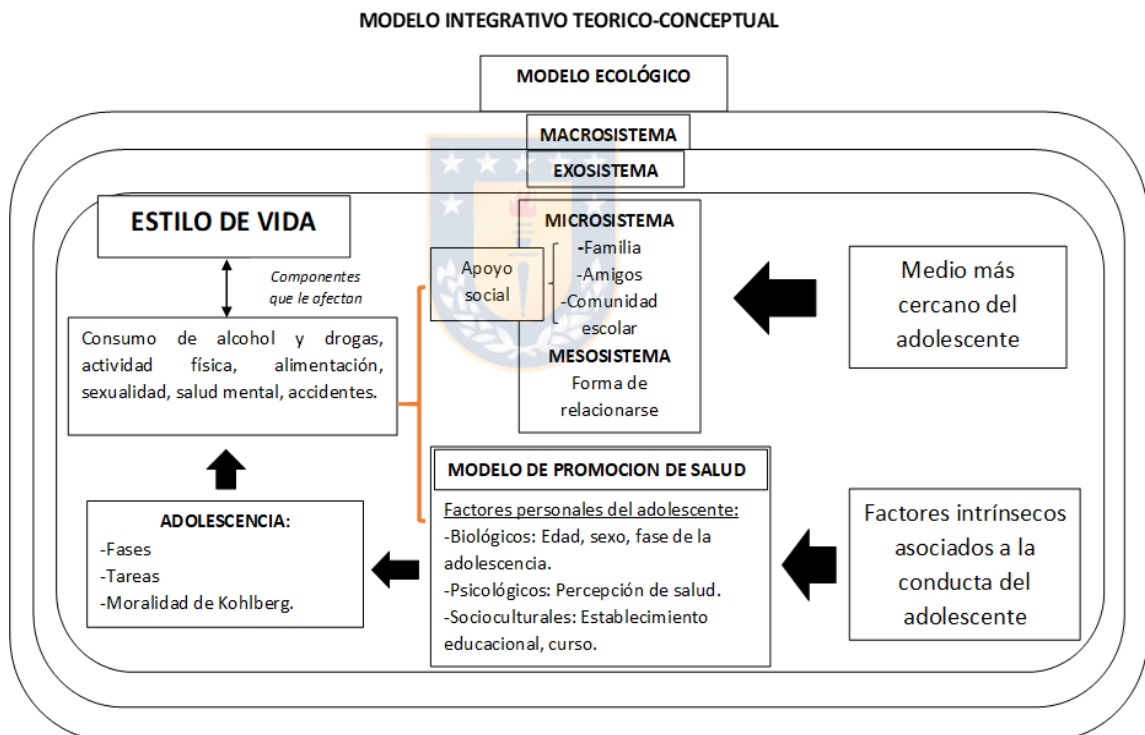 MODELO INTEGRATIVO TEORICO-CONCEPTUAL
MODELO ECOLÓGICO
MACROSISTEMA
EXOSISTEMA
ESTILO DE VIDA
Componentes
que le afectan
Consumo de alcohol y drogas,
actividad física, alimentación,
sexualidad, salud mental, accidentes.
ADOLESCENCIA:
-Fases
-Tareas
-Moralidad de Kohlberg.
Apoyo
social
MICROSISTEMA
-Familia
-Amigos
-Comunidad
escolar
MESOSISTEMA
Forma de
relacionarse
MODELO DE PROMOCION DE SALUD
Factores personales del adolescente:
-Biológicos: Edad, sexo, fase de la
adolescencia.
-Psicológicos: Percepción de salud.
-Socioculturales: Establecimiento
educacional, curso.
Medio más
cercano del
adolescente
Factores intrínsecos
asociados a la
conducta del
adolescente